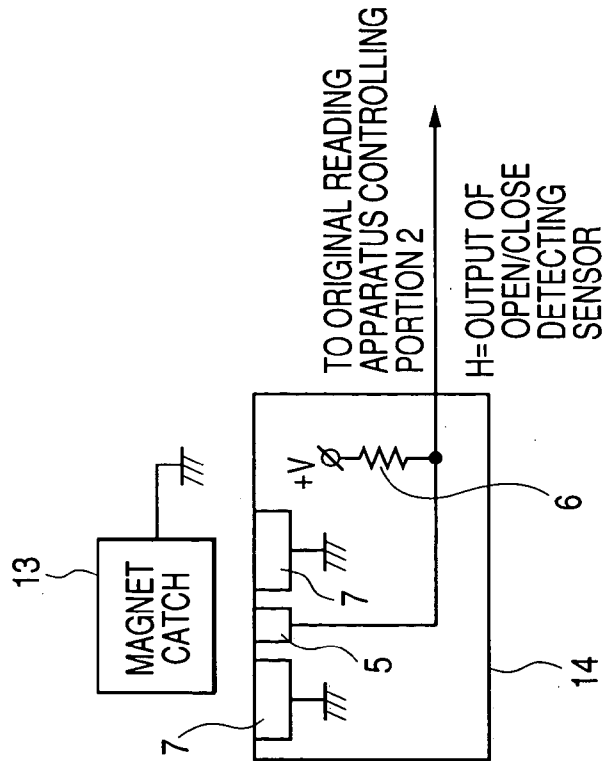 13
MAGNET
CATCH
7
5
7
+V
6
14
TO ORIGINAL READING
APPARATUS CONTROLLING
PORTION 2
H=OUTPUT OF
OPEN/CLOSE
DETECTING
SENSOR